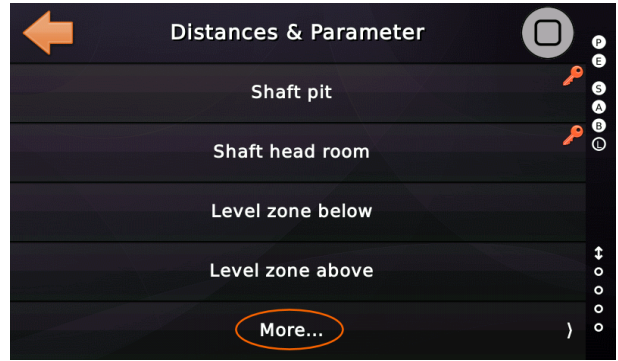 Distances & Parameter
Shaft pit
Shaft head room
Level zone below
Level zone above
More...
P
E
S
A
B
L